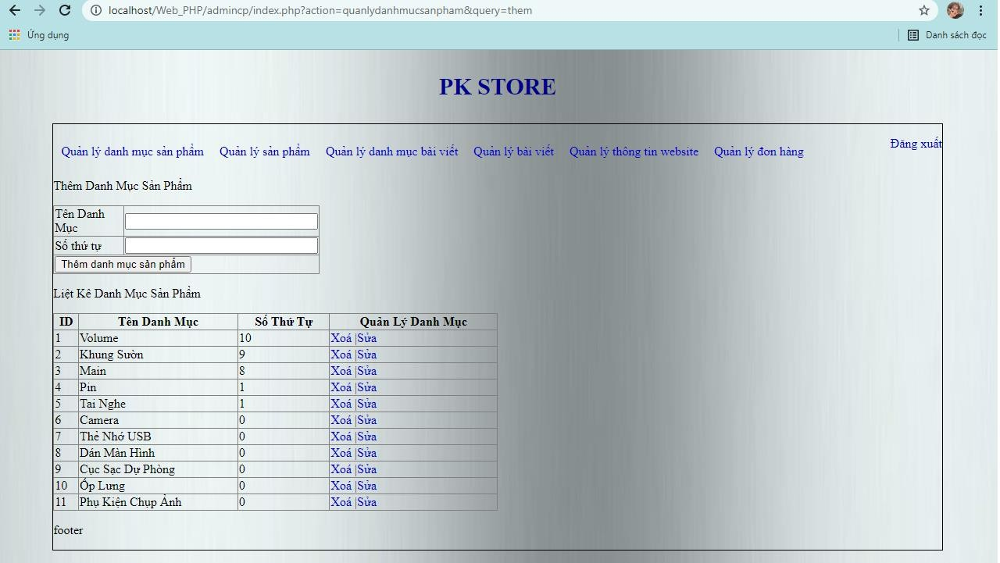 localhost/Web_PHP/admincp/index.php?action=quanlydanhmucsanpham&query=them
Ứng dụng Danh sách đọc
PK STORE
Quản lý danh mục sản phẩm Quản lý sản phẩm Quản lý danh mục bài viết Quản lý bài viết Quản lý thông tin website Quản lý đơn hàng Đăng xuất
Thêm Danh Mục Sản Phẩm
Tên Danh
Mục
Số thứ tự
Thêm danh mục sản phẩm
Liệt Kê Danh Mục Sản Phẩm
ID Tên Danh Mục Số Thứ Tự Quản Lý Danh Mục
1 Volume 10 Xoá |Sửa
2 Khung Sườn 9 Xoá |Sửa
3 Main 8 Xoá |Sửa
4 Pin 1 Xoá |Sửa
5 Tai Nghe 1 Xoá |Sửa
6 Camera 0 Xoá |Sửa
7 Thẻ Nhớ USB 0 Xoá |Sửa
8 Dán Màn Hình 0 Xoá |Sửa
9 Cục Sạc Dự Phòng 0 Xoá |Sửa
10 Ốp Lưng 0 Xoá |Sửa
11 Phụ Kiện Chụp Ảnh 0 Xoá |Sửa
footer